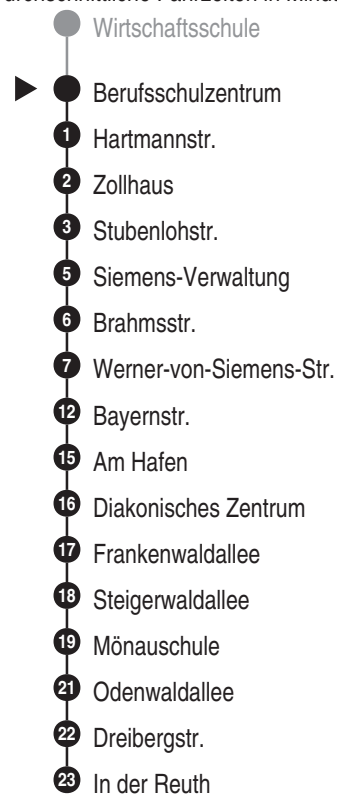 Wirtschaftsschule
Berufsschulzentrum
1 Hartmannstr.
2 Zollhaus
3 Stubenlohstr.
5 Siemens-Verwaltung
6 Brahmsstr.
7 Werner-von-Siemens-Str.
12 Bayernstr.
15 Am Hafen
16 Diakonisches Zentrum
17 Frankenwaldallee
18 Steigerwaldallee
19 Mönauschule
21 Odenwaldallee
22 Dreibergstr.
23 In der Reuth